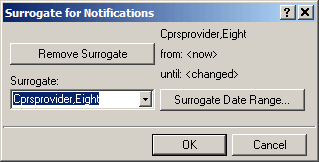 Surrogate for Notifications
Cprsprovider,Eight
Remove Surrogate
from: <now>
until: <changed>
Surrogate:
Cprsprovider,Eight
Surrogate Date Range...
OK
Cancel